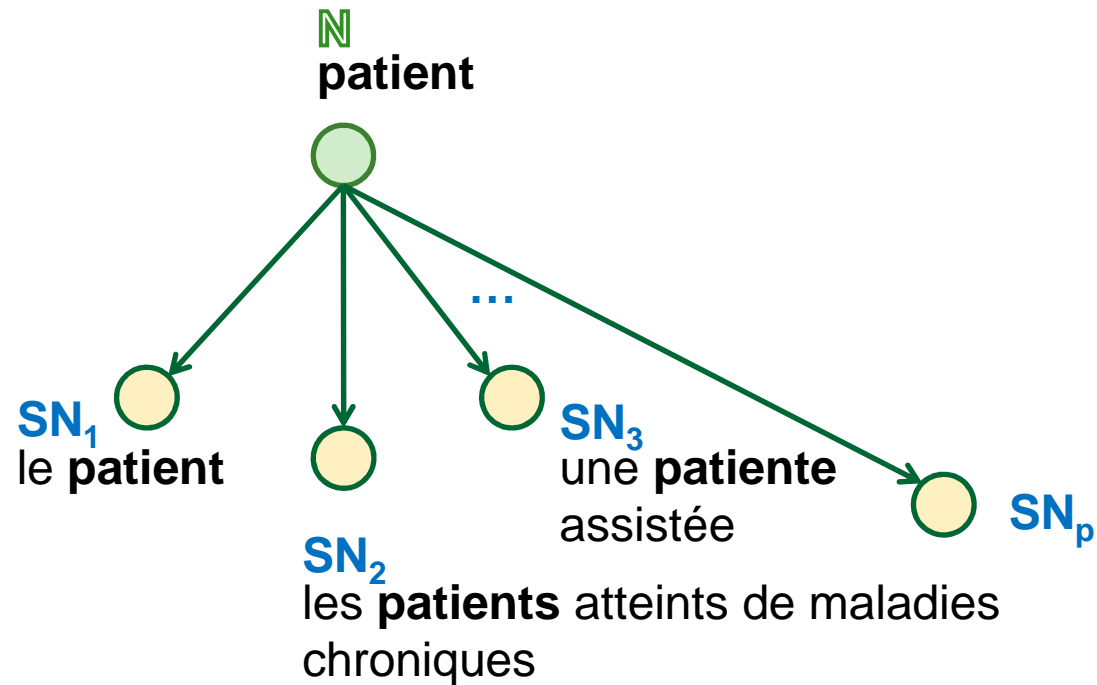 ℕ
patient
…
SN₁
le patient
SN₃
une patiente
assistée
SNₚ
SN₂
les patients atteints de maladies
chroniques